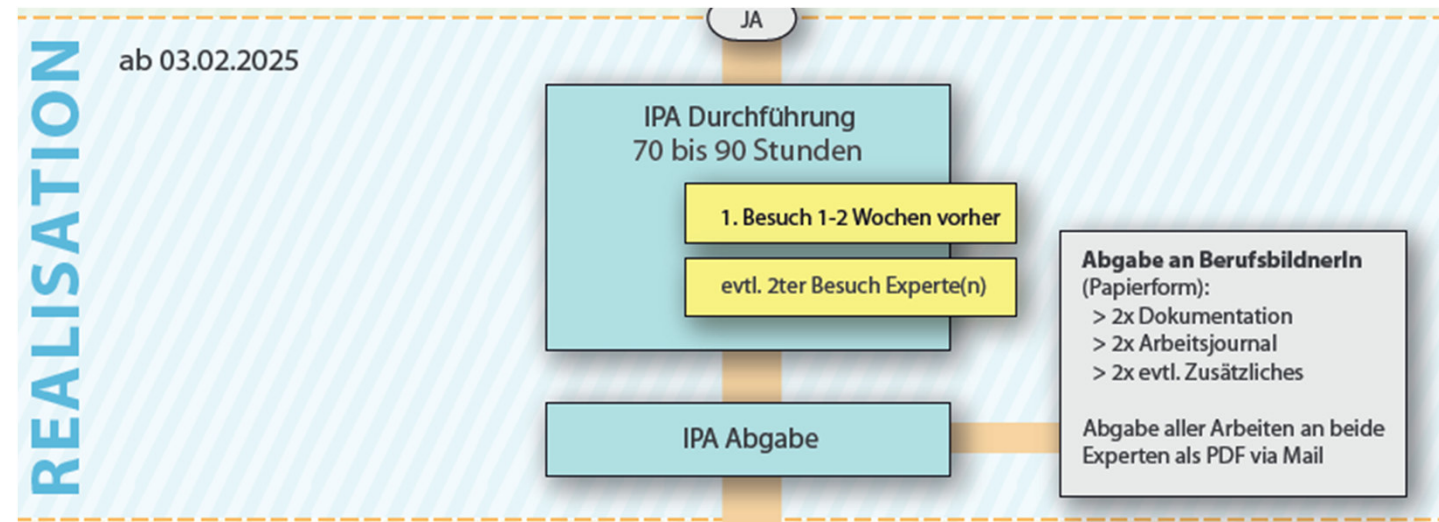 JA
REALISATION
ab 03.02.2025
IPA Durchführung
70 bis 90 Stunden
1. Besuch 1-2 Wochen vorher
evtl. 2ter Besuch Experte(n)
IPA Abgabe
Abgabe an BerufsbildnerIn
(Papierform):
> 2x Dokumentation
> 2x Arbeitsjournal
> 2x evtl. Zusätzliches
Abgabe aller Arbeiten an beide
Experten als PDF via Mail